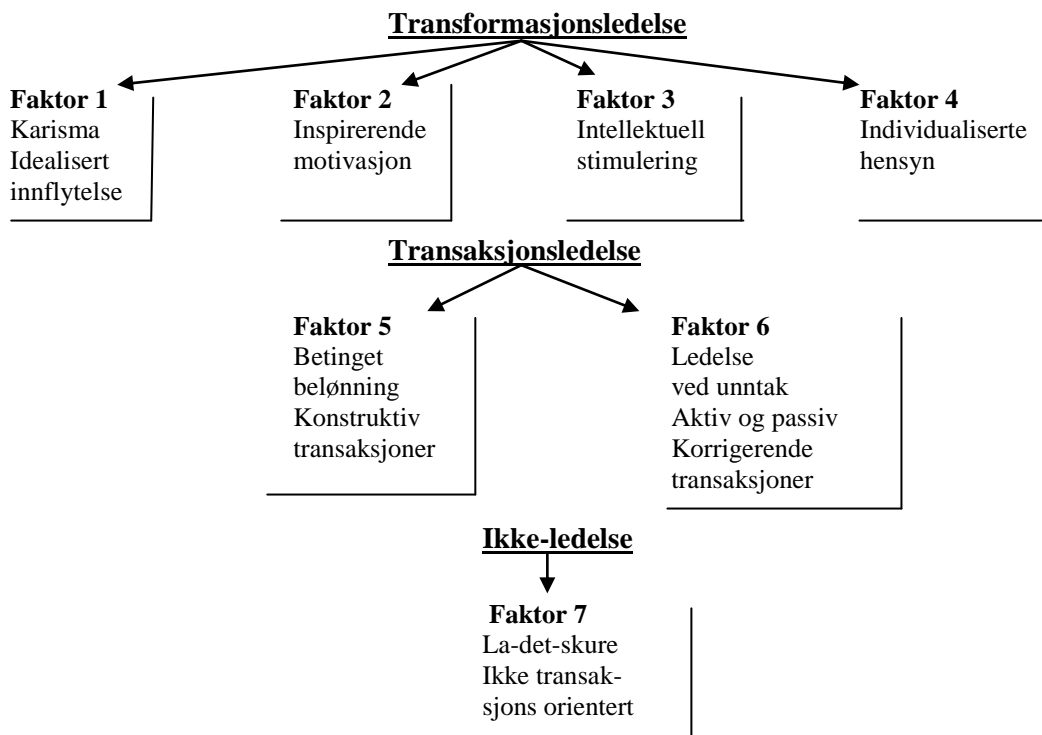 Transformasjonsledelse
Faktor 1
Karisma
Idealisert
innflytelse
Faktor 2
Inspirerende
motivasjon
Faktor 3
Intellektuell
stimulering
Faktor 4
Individualiserte
hensyn
Transaksjonsledelse
Faktor 5
Betinget
belønning
Konstruktiv
transaksjoner
Faktor 6
Ledelse
ved unntak
Aktiv og passiv
Korrigerende
transaksjoner
Ikke-ledelse
Faktor 7
La-det-skure
Ikke transak-
sjons orientert